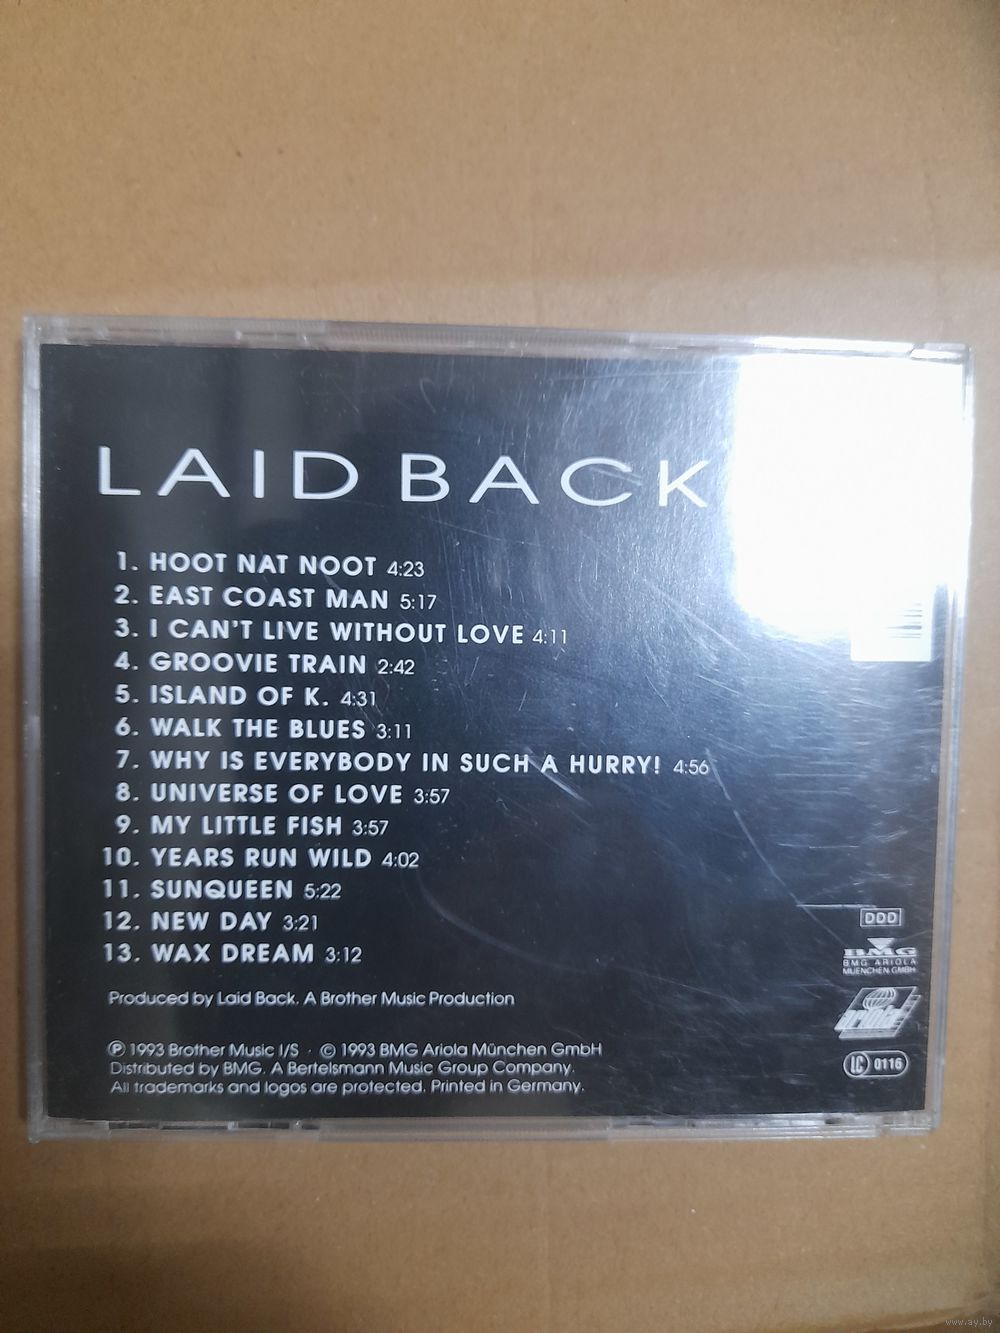 LAID BACK
1. HOOT NAT NOOT 4:23
2. EAST COAST MAN 5:17
3. I CAN'T LIVE WITHOUT LOVE 4:11
4. GROOVIE TRAIN 2:42
5. ISLAND OF K. 4:31
6. WALK THE BLUES 3:11
7. WHY IS EVERYBODY IN SUCH A HURRY! 4:56
8. UNIVERSE OF LOVE 3:57
9. MY LITTLE FISH 3:57
10. YEARS RUN WILD 4:02
11. SUNQUEEN 5:22
12. NEW DAY 3:21
13. WAX DREAM 3:12
Produced by Laid Back. A Brother Music Production
℗ 1993 Brother Music I/S · © 1993 BMG Ariola München GmbH
Distributed by BMG. A Bertelsmann Music Group Company.
All trademarks and logos are protected. Printed in Germany.
DDD
BMG
BMG ARIOLA
MUENCHEN GMBH
ariola
LC 0116
www.ay.by